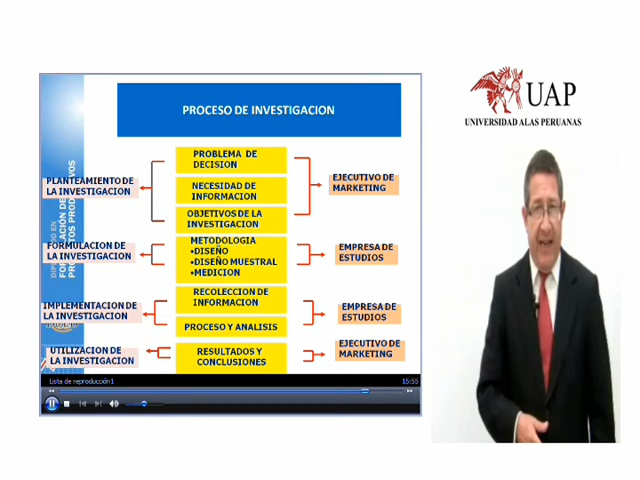 PROCESO DE INVESTIGACION
UAP
UNIVERSIDAD ALAS PERUANAS
PLANTEAMIENTO DE
LA INVESTIGACION
PROBLEMA DE
DECISION
NECESIDAD DE
INFORMACION
OBJETIVOS DE LA
INVESTIGACION
EJECUTIVO DE
MARKETING
FORMULACION DE
LA INVESTIGACION
METODOLOGIA
•DISEÑO
•DISEÑO MUESTRAL
•MEDICION
EMPRESA DE
ESTUDIOS
IMPLEMENTACION DE
LA INVESTIGACION
RECOLECCION DE
INFORMACION
PROCESO Y ANALISIS
EMPRESA DE
ESTUDIOS
UTILIZACION DE
LA INVESTIGACION
RESULTADOS Y
CONCLUSIONES
EJECUTIVO DE
MARKETING
Lista de reproducción1
15:55